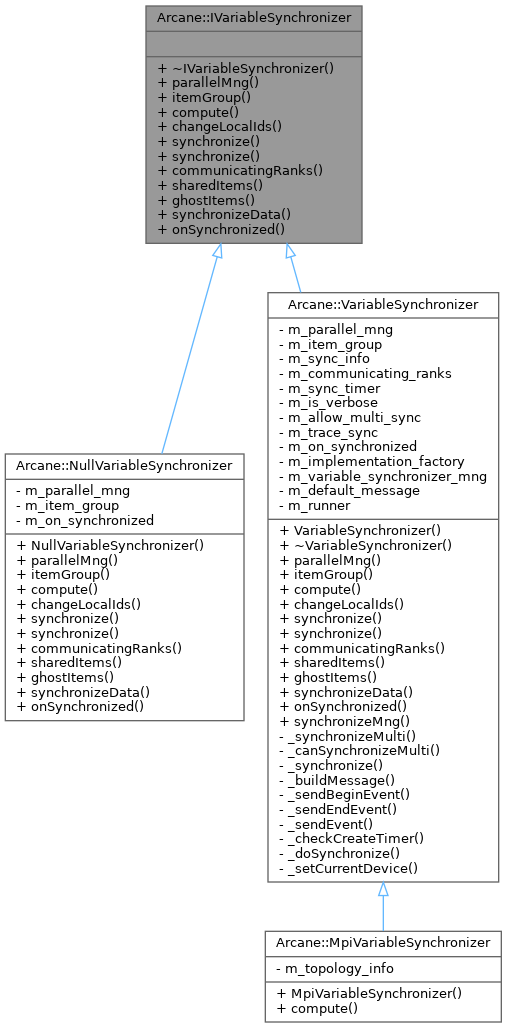 Arcane::IVariableSynchronizer
+ ~IVariableSynchronizer()
+ parallelMng()
+ itemGroup()
+ compute()
+ changeLocalIds()
+ synchronize()
+ synchronize()
+ communicatingRanks()
+ sharedItems()
+ ghostItems()
+ synchronizeData()
+ onSynchronized()
Arcane::NullVariableSynchronizer
- m_parallel_mng
- m_item_group
- m_on_synchronized
+ NullVariableSynchronizer()
+ parallelMng()
+ itemGroup()
+ compute()
+ changeLocalIds()
+ synchronize()
+ synchronize()
+ communicatingRanks()
+ sharedItems()
+ ghostItems()
+ synchronizeData()
+ onSynchronized()
Arcane::VariableSynchronizer
- m_parallel_mng
- m_item_group
- m_sync_info
- m_communicating_ranks
- m_sync_timer
- m_is_verbose
- m_allow_multi_sync
- m_trace_sync
- m_on_synchronized
- m_implementation_factory
- m_variable_synchronizer_mng
- m_default_message
- m_runner
+ VariableSynchronizer()
+ ~VariableSynchronizer()
+ parallelMng()
+ itemGroup()
+ compute()
+ changeLocalIds()
+ synchronize()
+ synchronize()
+ communicatingRanks()
+ sharedItems()
+ ghostItems()
+ synchronizeData()
+ onSynchronized()
+ synchronizeMng()
- _synchronizeMulti()
- _canSynchronizeMulti()
- _synchronize()
- _buildMessage()
- _sendBeginEvent()
- _sendEndEvent()
- _sendEvent()
- _checkCreateTimer()
- _doSynchronize()
- _setCurrentDevice()
Arcane::MpiVariableSynchronizer
- m_topology_info
+ MpiVariableSynchronizer()
+ compute()